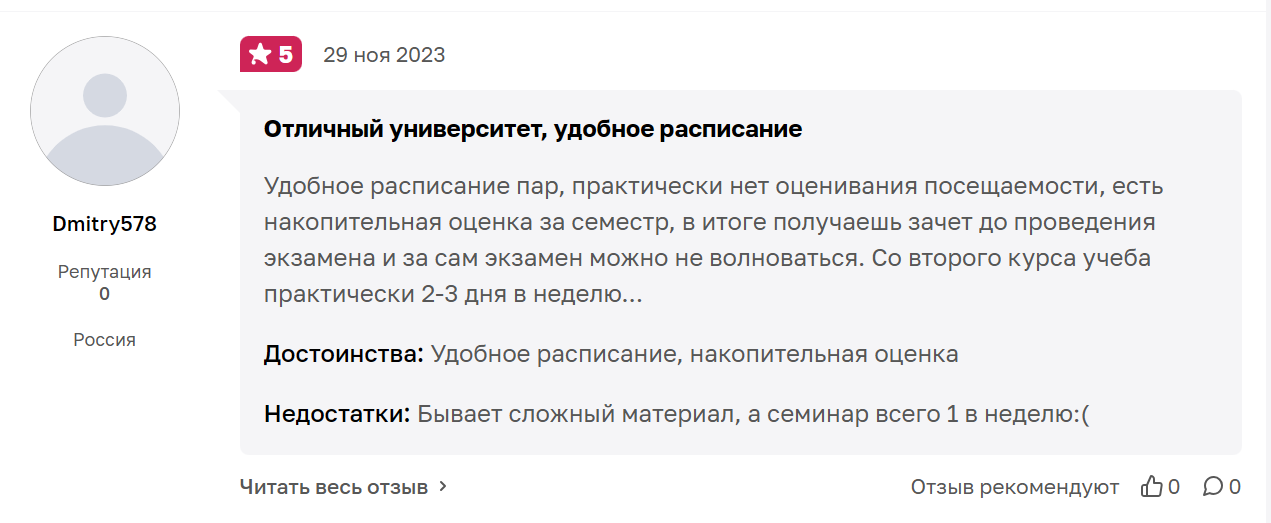 5 29 ноя 2023
Отличный университет, удобное расписание
Удобное расписание пар, практически нет оценивания посещаемости, есть
накопительная оценка за семестр, в итоге получаешь зачет до проведения
экзамена и за сам экзамен можно не волноваться. Со второго курса учеба
практически 2-3 дня в неделю...
Достоинства: Удобное расписание, накопительная оценка
Недостатки: Бывает сложный материал, а семинар всего 1 в неделю:(
Dmitry578
Репутация
0
Россия
Читать весь отзыв
Отзыв рекомендуют 0 0